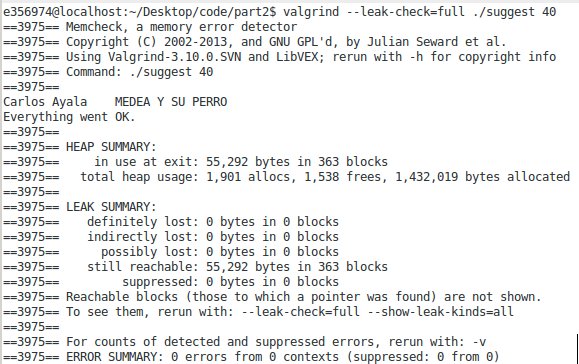 e356974@localhost:~/Desktop/code/part2$ valgrind --leak-check=full ./suggest 40
==3975== Memcheck, a memory error detector
==3975== Copyright (C) 2002-2013, and GNU GPL'd, by Julian Seward et al.
==3975== Using Valgrind-3.10.0.SVN and LibVEX; rerun with -h for copyright info
==3975== Command: ./suggest 40
==3975==
Carlos Ayala    MEDEA Y SU PERRO
Everything went OK.
==3975==
==3975== HEAP SUMMARY:
==3975==     in use at exit: 55,292 bytes in 363 blocks
==3975==   total heap usage: 1,901 allocs, 1,538 frees, 1,432,019 bytes allocated
==3975==
==3975== LEAK SUMMARY:
==3975==    definitely lost: 0 bytes in 0 blocks
==3975==    indirectly lost: 0 bytes in 0 blocks
==3975==      possibly lost: 0 bytes in 0 blocks
==3975==    still reachable: 55,292 bytes in 363 blocks
==3975==         suppressed: 0 bytes in 0 blocks
==3975== Reachable blocks (those to which a pointer was found) are not shown.
==3975== To see them, rerun with: --leak-check=full --show-leak-kinds=all
==3975==
==3975== For counts of detected and suppressed errors, rerun with: -v
==3975== ERROR SUMMARY: 0 errors from 0 contexts (suppressed: 0 from 0)